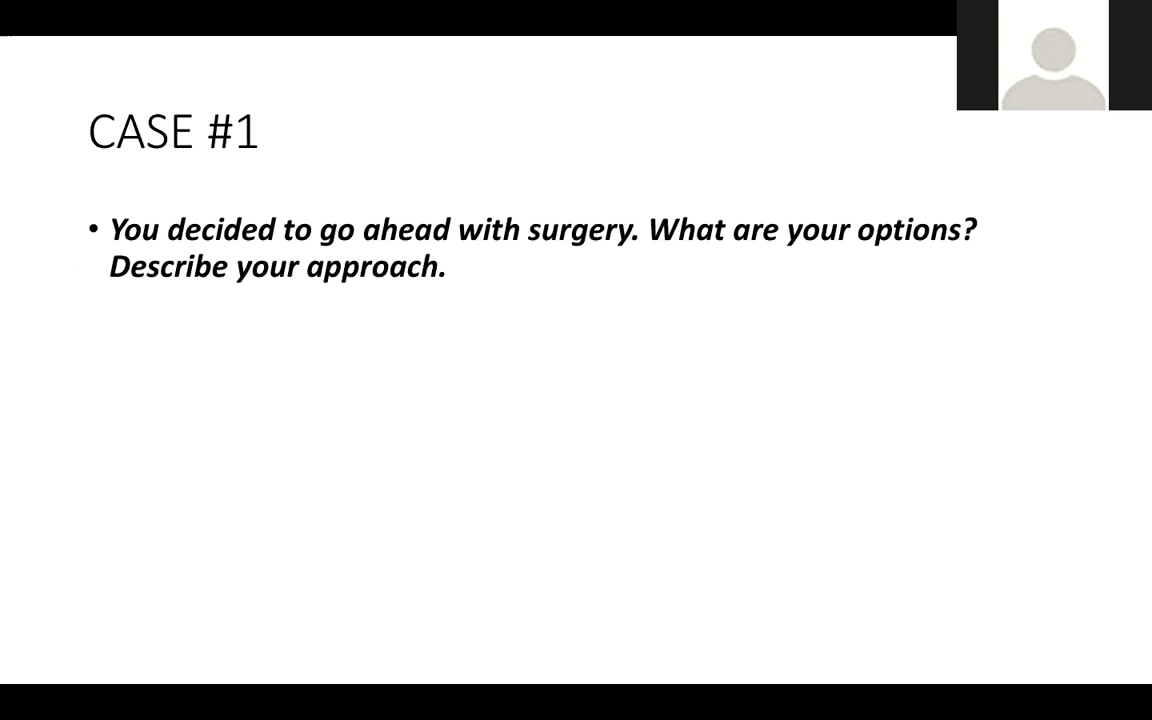 CASE #1
• You decided to go ahead with surgery. What are your options?
Describe your approach.